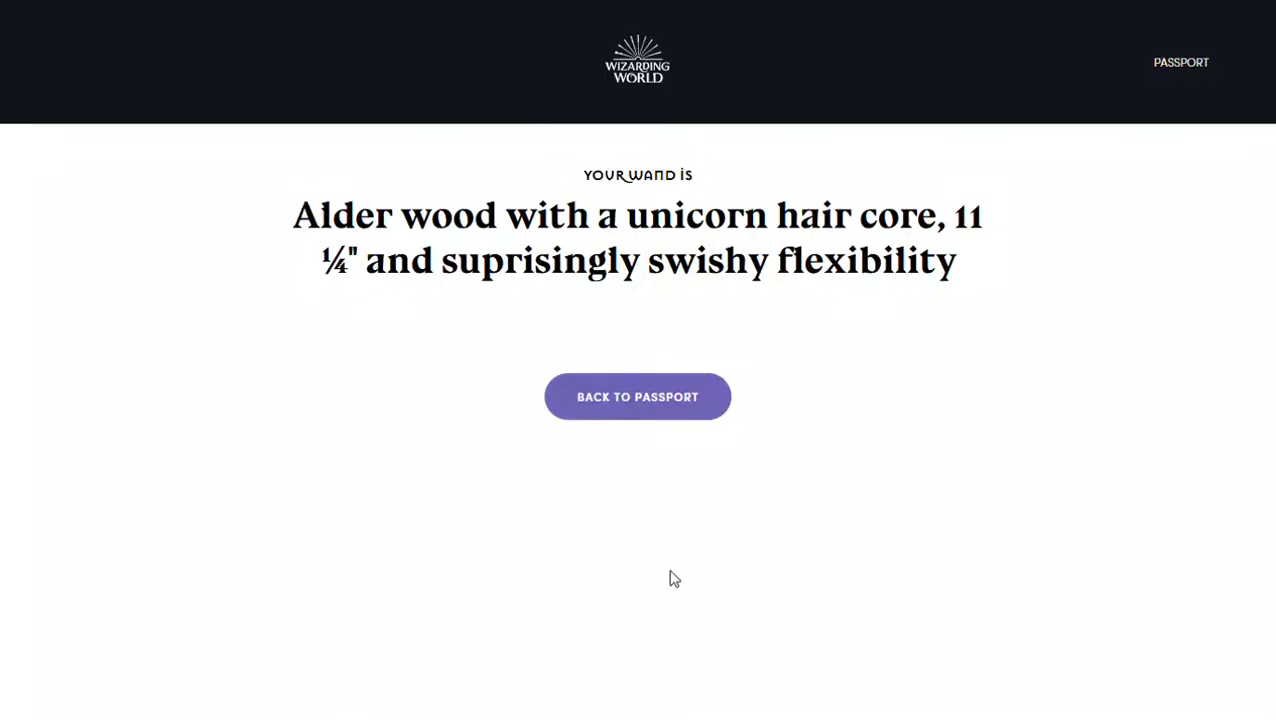 WIZARDING
WORLD
PASSPORT
YOUR WAND IS
Alder wood with a unicorn hair core, 11
¼" and suprisingly swishy flexibility
BACK TO PASSPORT